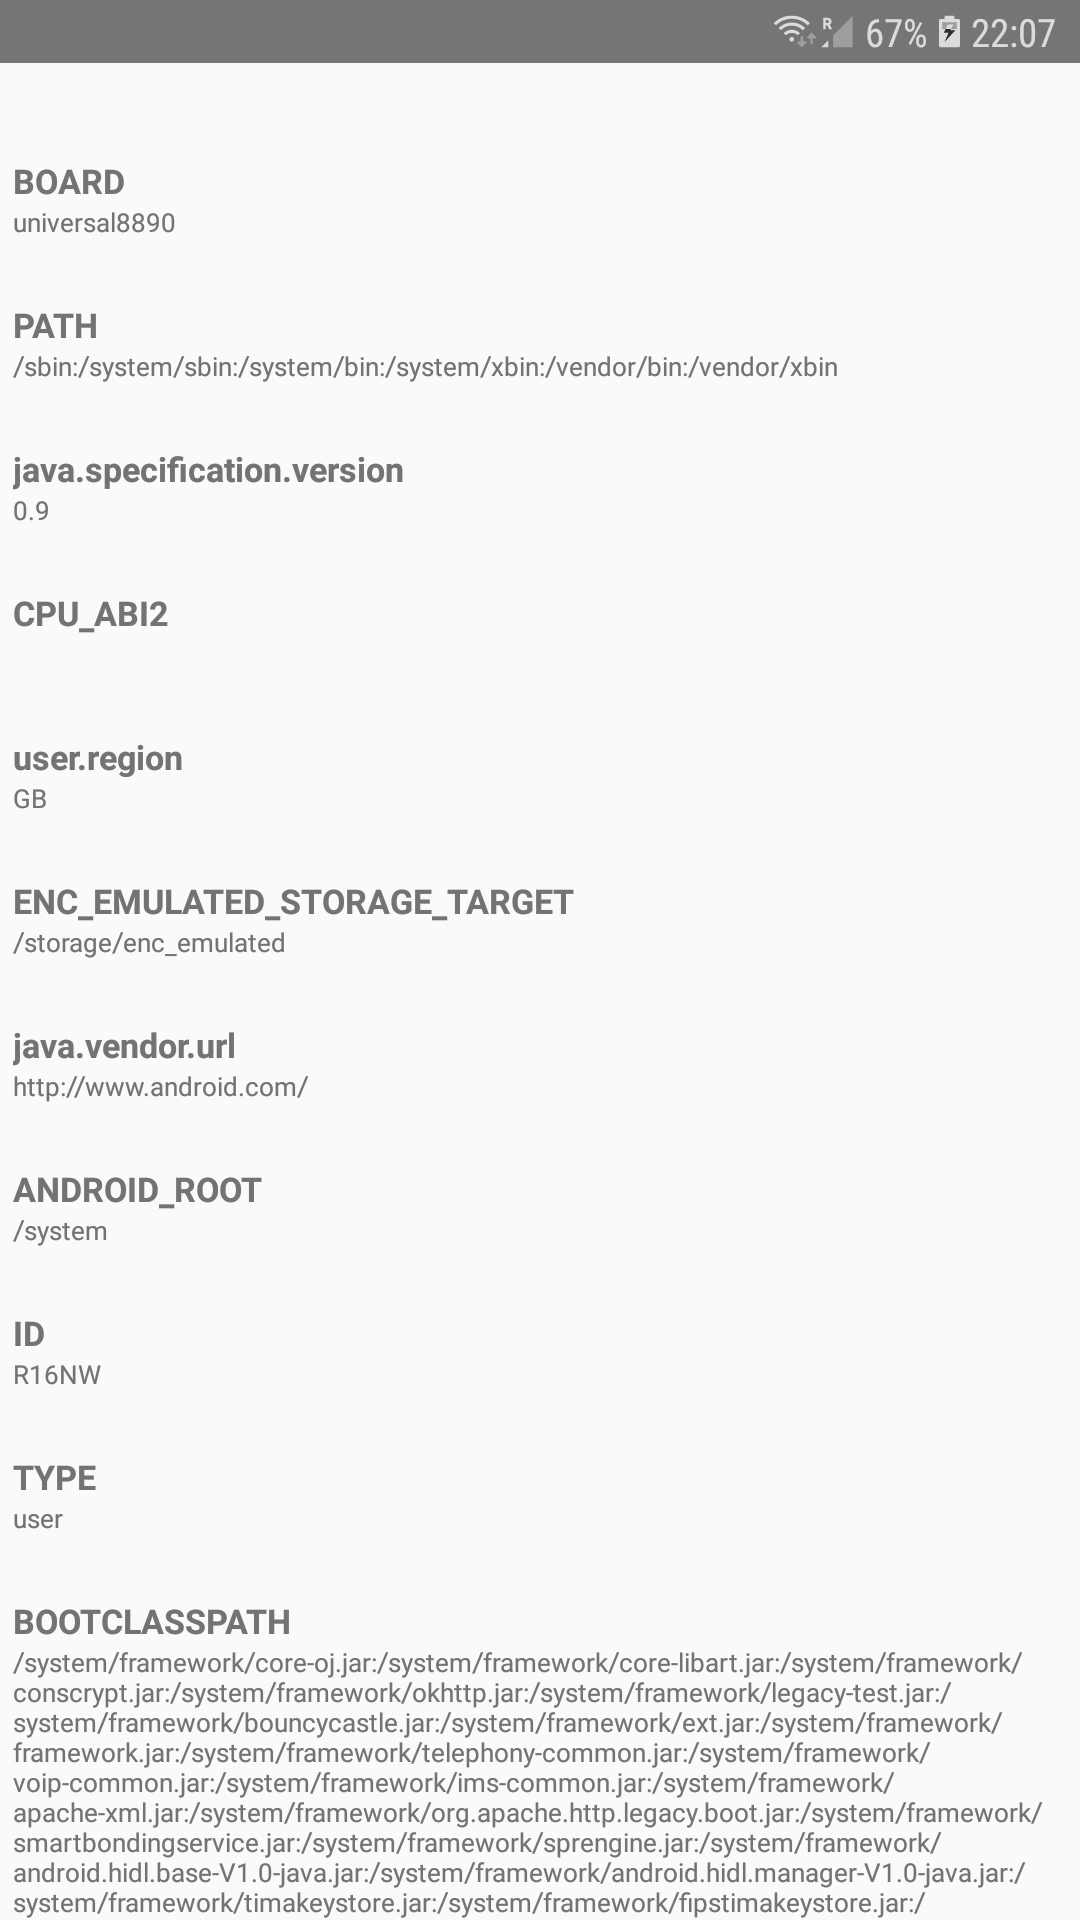 R 67% 22:07
BOARD
universal8890
PATH
/sbin:/system/sbin:/system/bin:/system/xbin:/vendor/bin:/vendor/xbin
java.specification.version
0.9
CPU_ABI2
user.region
GB
ENC_EMULATED_STORAGE_TARGET
/storage/enc_emulated
java.vendor.url
http://www.android.com/
ANDROID_ROOT
/system
ID
R16NW
TYPE
user
BOOTCLASSPATH
/system/framework/core-oj.jar:/system/framework/core-libart.jar:/system/framework/
conscrypt.jar:/system/framework/okhttp.jar:/system/framework/legacy-test.jar:/
system/framework/bouncycastle.jar:/system/framework/ext.jar:/system/framework/
framework.jar:/system/framework/telephony-common.jar:/system/framework/
voip-common.jar:/system/framework/ims-common.jar:/system/framework/
apache-xml.jar:/system/framework/org.apache.http.legacy.boot.jar:/system/framework/
smartbondingservice.jar:/system/framework/sprengine.jar:/system/framework/
android.hidl.base-V1.0-java.jar:/system/framework/android.hidl.manager-V1.0-java.jar:/
system/framework/timakeystore.jar:/system/framework/fipstimakeystore.jar:/